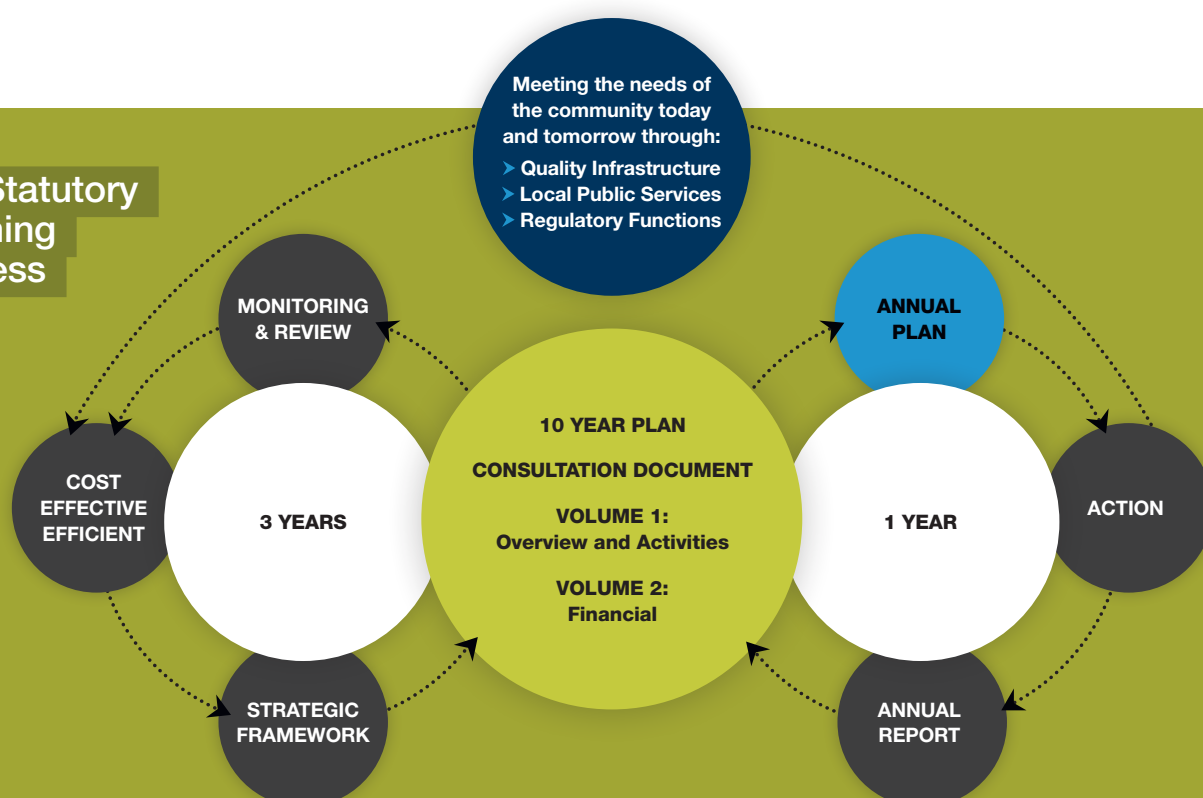 Meeting the needs of
the community today
and tomorrow through:
➤ Quality Infrastructure
➤ Local Public Services
➤ Regulatory Functions
Statutory
MONITORING
& REVIEW
ANNUAL
PLAN
10 YEAR PLAN
CONSULTATION DOCUMENT
VOLUME 1:
Overview and Activities
VOLUME 2:
Financial
COST
EFFECTIVE
EFFICIENT
3 YEARS
1 YEAR
ACTION
STRATEGIC
FRAMEWORK
ANNUAL
REPORT